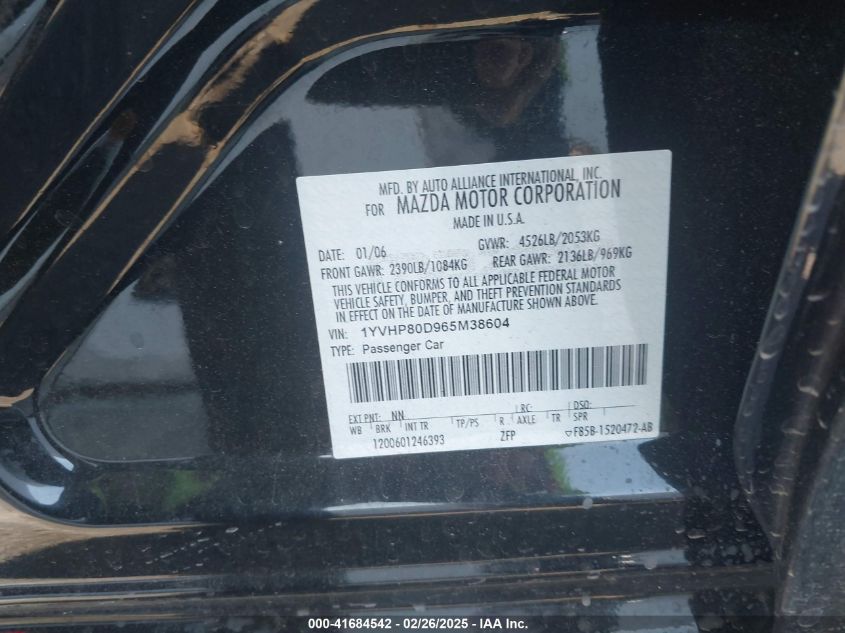 MFD. BY AUTO ALLIANCE INTERNATIONAL, INC.
FOR MAZDA MOTOR CORPORATION
MADE IN U.S.A.
DATE: 01/06 GVWR: 4526LB/2053KG
FRONT GAWR: 2390LB/1084KG REAR GAWR: 2136LB/969KG
THIS VEHICLE CONFORMS TO ALL APPLICABLE FEDERAL MOTOR
VEHICLE SAFETY, BUMPER, AND THEFT PREVENTION STANDARDS
IN EFFECT ON THE DATE OF MANUFACTURE SHOWN ABOVE.
VIN: 1YVHP80D965M38604
TYPE: Passenger Car
EXT PNT: NN RC: DSO:
WB BRK INT TR TP/PS R. AXLE TR SPR
1200601246393 ZFP F85B-1520472-AB
000-41684542 - 02/26/2025 - IAA Inc.